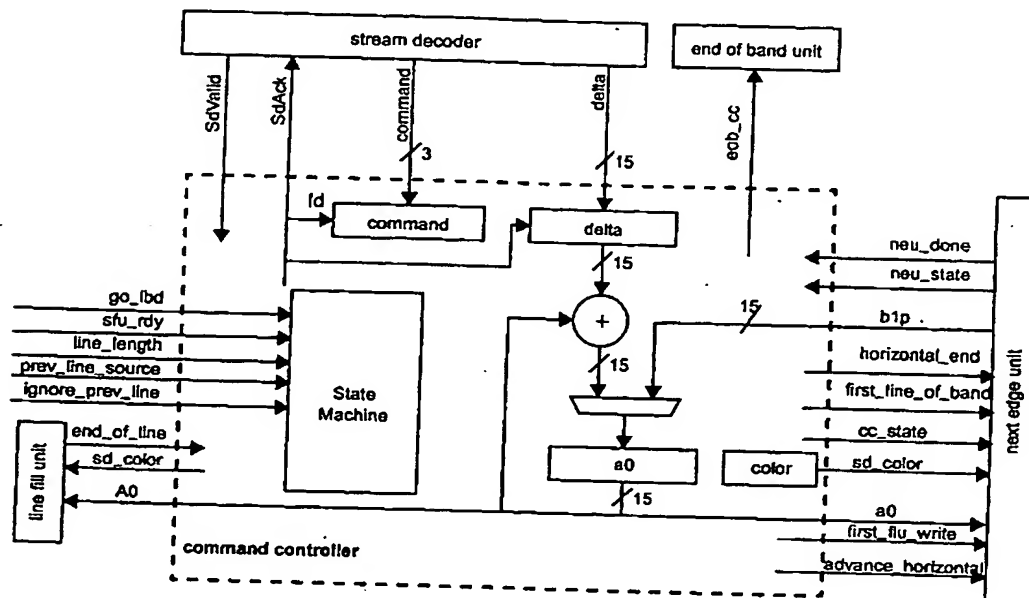 stream decoder
end of band unit
SdValid
SdAck
command
delta
eob_cc
3
15
ld
command
delta
15
neu_done
neu_state
go_lbd
sfu_rdy
line_length
prev_line_source
ignore_prev_line
State
Machine
+
15
15
b1p
horizontal_end
first_line_of_band
cc_state
next edge unit
line fill unit
end_of_line
sd_color
A0
a0
color
sd_color
15
a0
first_flu_write
advance_horizontal
command controller